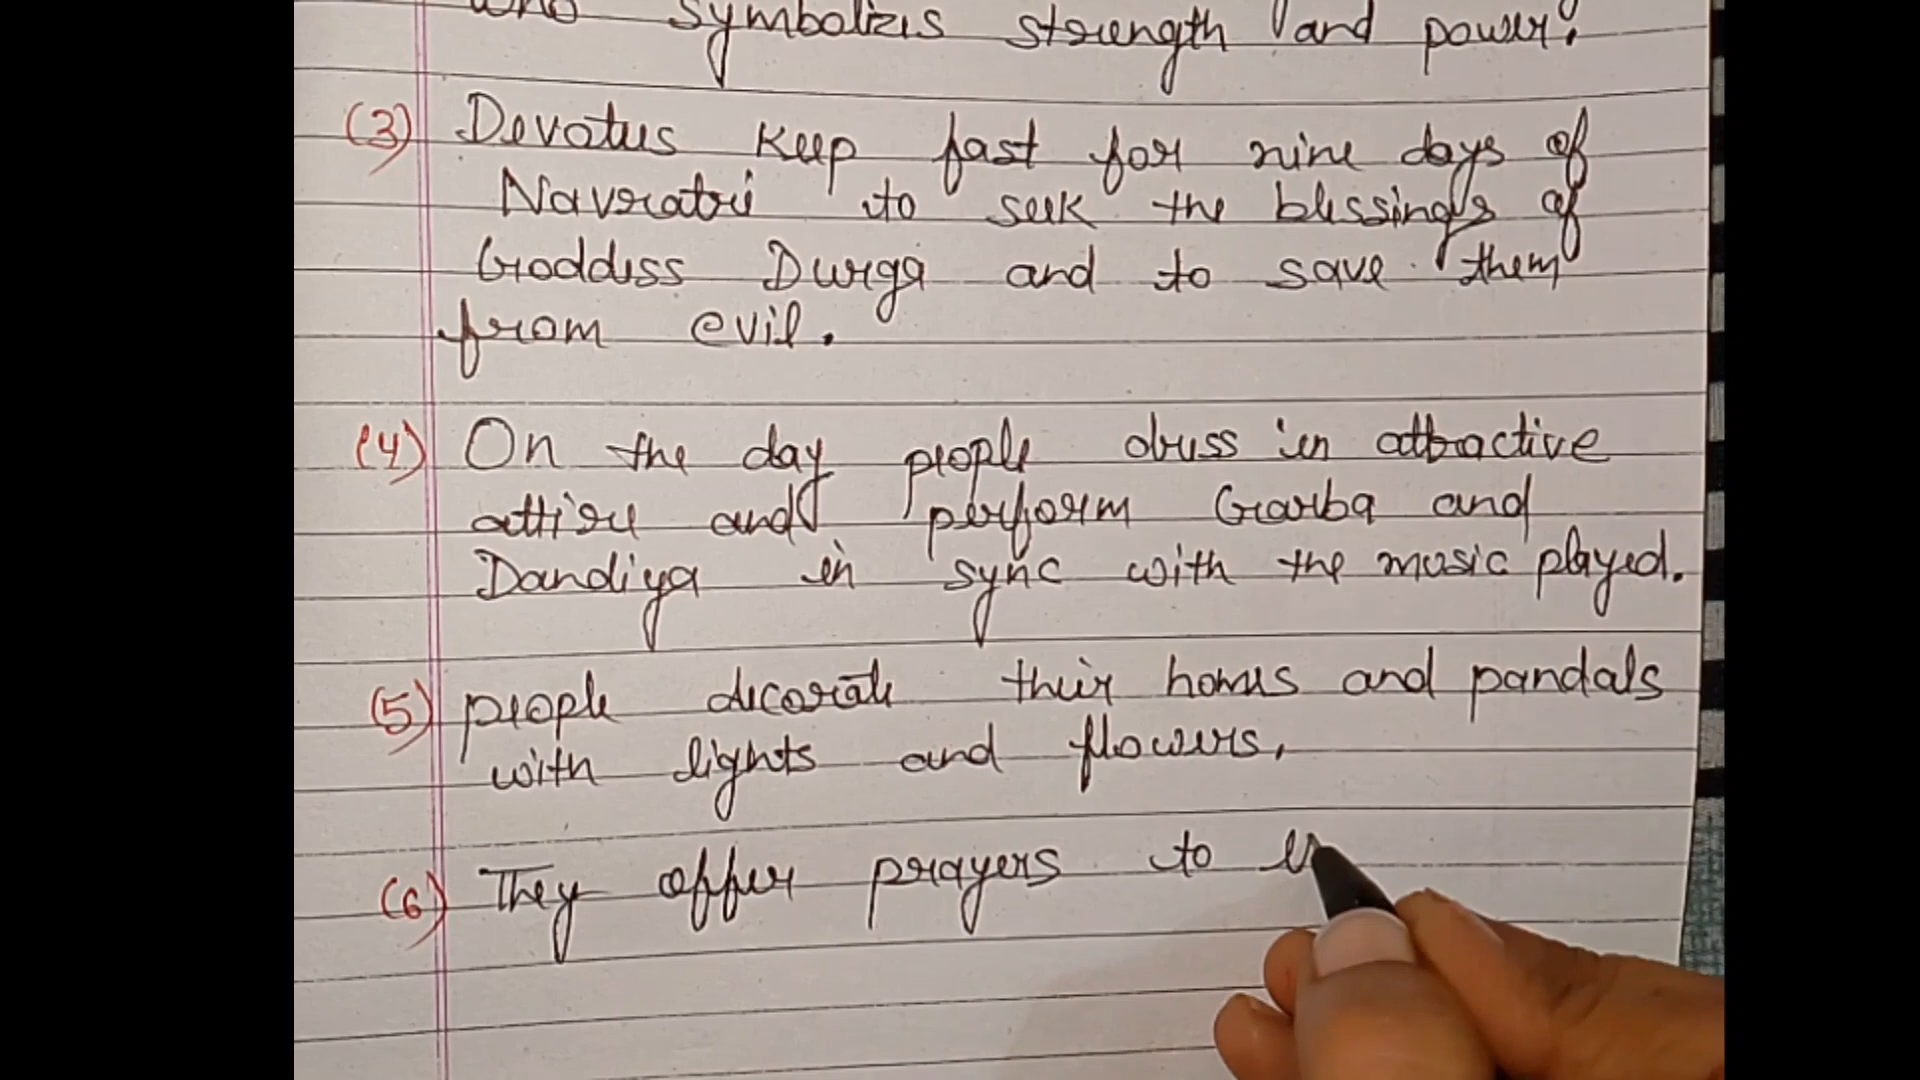 who symbolizes strength and power.
(3) Devotees keep fast for nine days of
Navratri to seek the blessings of
Goddess Durga and to save them
from evil.
(4) On the day people dress in attractive
attire and perform Garba and
Dandiya in sync with the music played.
(5) people decorate their homes and pandals
with lights and flowers.
(6) They offer prayers to